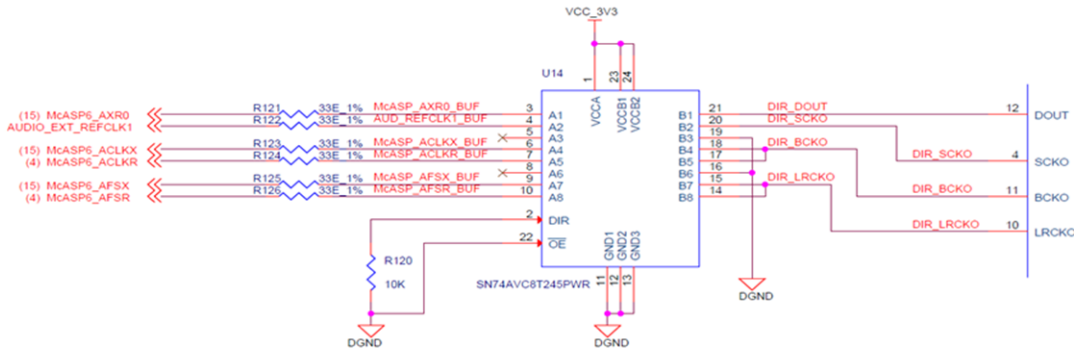 VCC_3V3
U14
1
23
24
VCCA
VCCB1
VCCB2
(15) McASP6_AXR0
R121
33E_1%
McASP_AXR0_BUF
3
A1
B1
21
DIR_DOUT
12
DOUT
AUDIO_EXT_REFCLK1
R122
33E_1%
AUD_REFCLK1_BUF
4
A2
B2
20
DIR_SCKO
5
A3
B3
19
(15) McASP6_ACLKX
R123
33E_1%
McASP_ACLKX_BUF
6
A4
B4
18
DIR_BCKO
(4) McASP6_ACLKR
R124
33E_1%
McASP_ACLKR_BUF
7
A5
B5
17
DIR_SCKO
4
SCKO
8
A6
B6
16
(15) McASP6_AFSX
R125
33E_1%
McASP_AFSX_BUF
9
A7
B7
15
DIR_LRCKO
(4) McASP6_AFSR
R126
33E_1%
McASP_AFSR_BUF
10
A8
B8
14
DIR_BCKO
11
BCKO
2
DIR
DIR_LRCKO
10
LRCKO
22
OE
R120
10K
GND1
GND2
GND3
11
12
13
SN74AVC8T245PWR
DGND
DGND
DGND